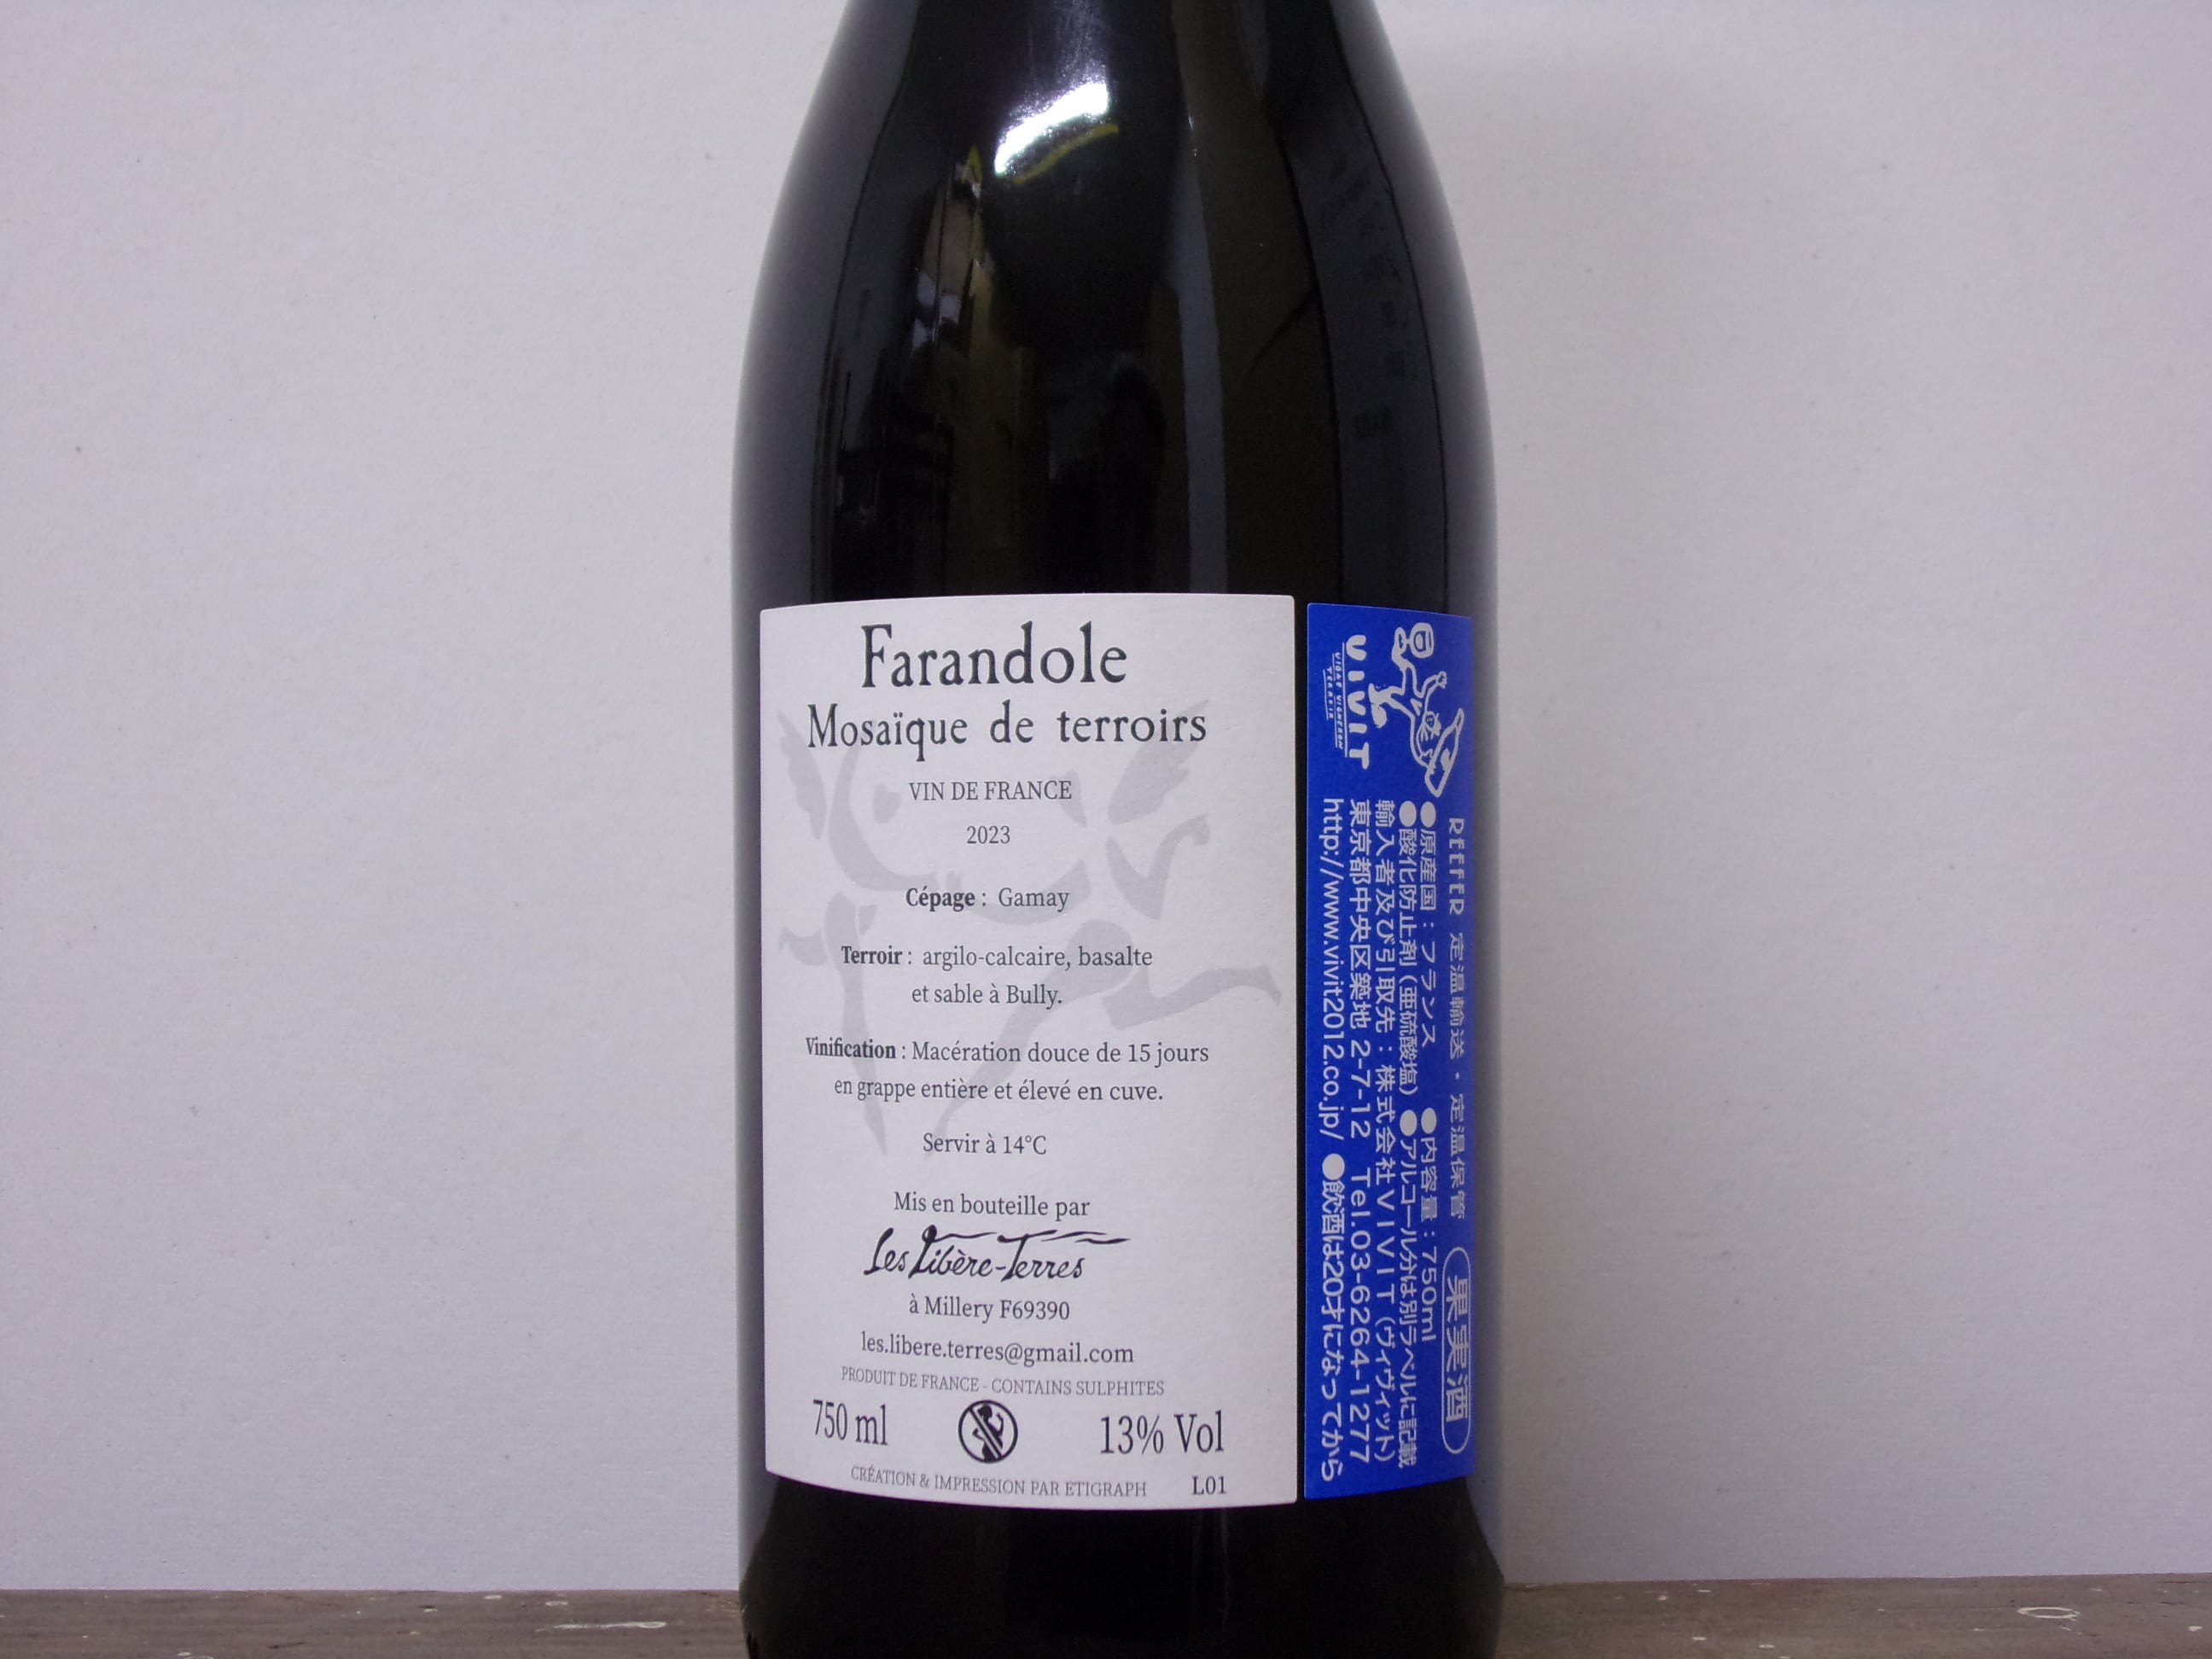 Farandole
Mosaïque de terroirs
VIN DE FRANCE
2023
Cépage : Gamay
Terroir : argilo-calcaire, basalte
et sable à Bully.
Vinification : Macération douce de 15 jours
en grappe entière et élevé en cuve.
Servir à 14°C
Mis en bouteille par
Les Libère-Terres
à Millery F69390
les.libere.terres@gmail.com
PRODUIT DE FRANCE - CONTAINS SULPHITES
750 ml
13% Vol
CRÉATION & IMPRESSION PAR ETIGRAPH L01
VIVIT
VIGNE VIGNERON
TERROIR
REEFER 定温輸送・定温保管 果実酒
●原産国：フランス ●内容量：750ml
●酸化防止剤(亜硫酸塩) ●アルコール分は別ラベルに記載
輸入者及び引取先：株式会社VIVIT(ヴィヴィット)
東京都中央区築地 2-7-12 Tel.03-6264-1277
http://www.vivit2012.co.jp/ ●飲酒は20才になってから